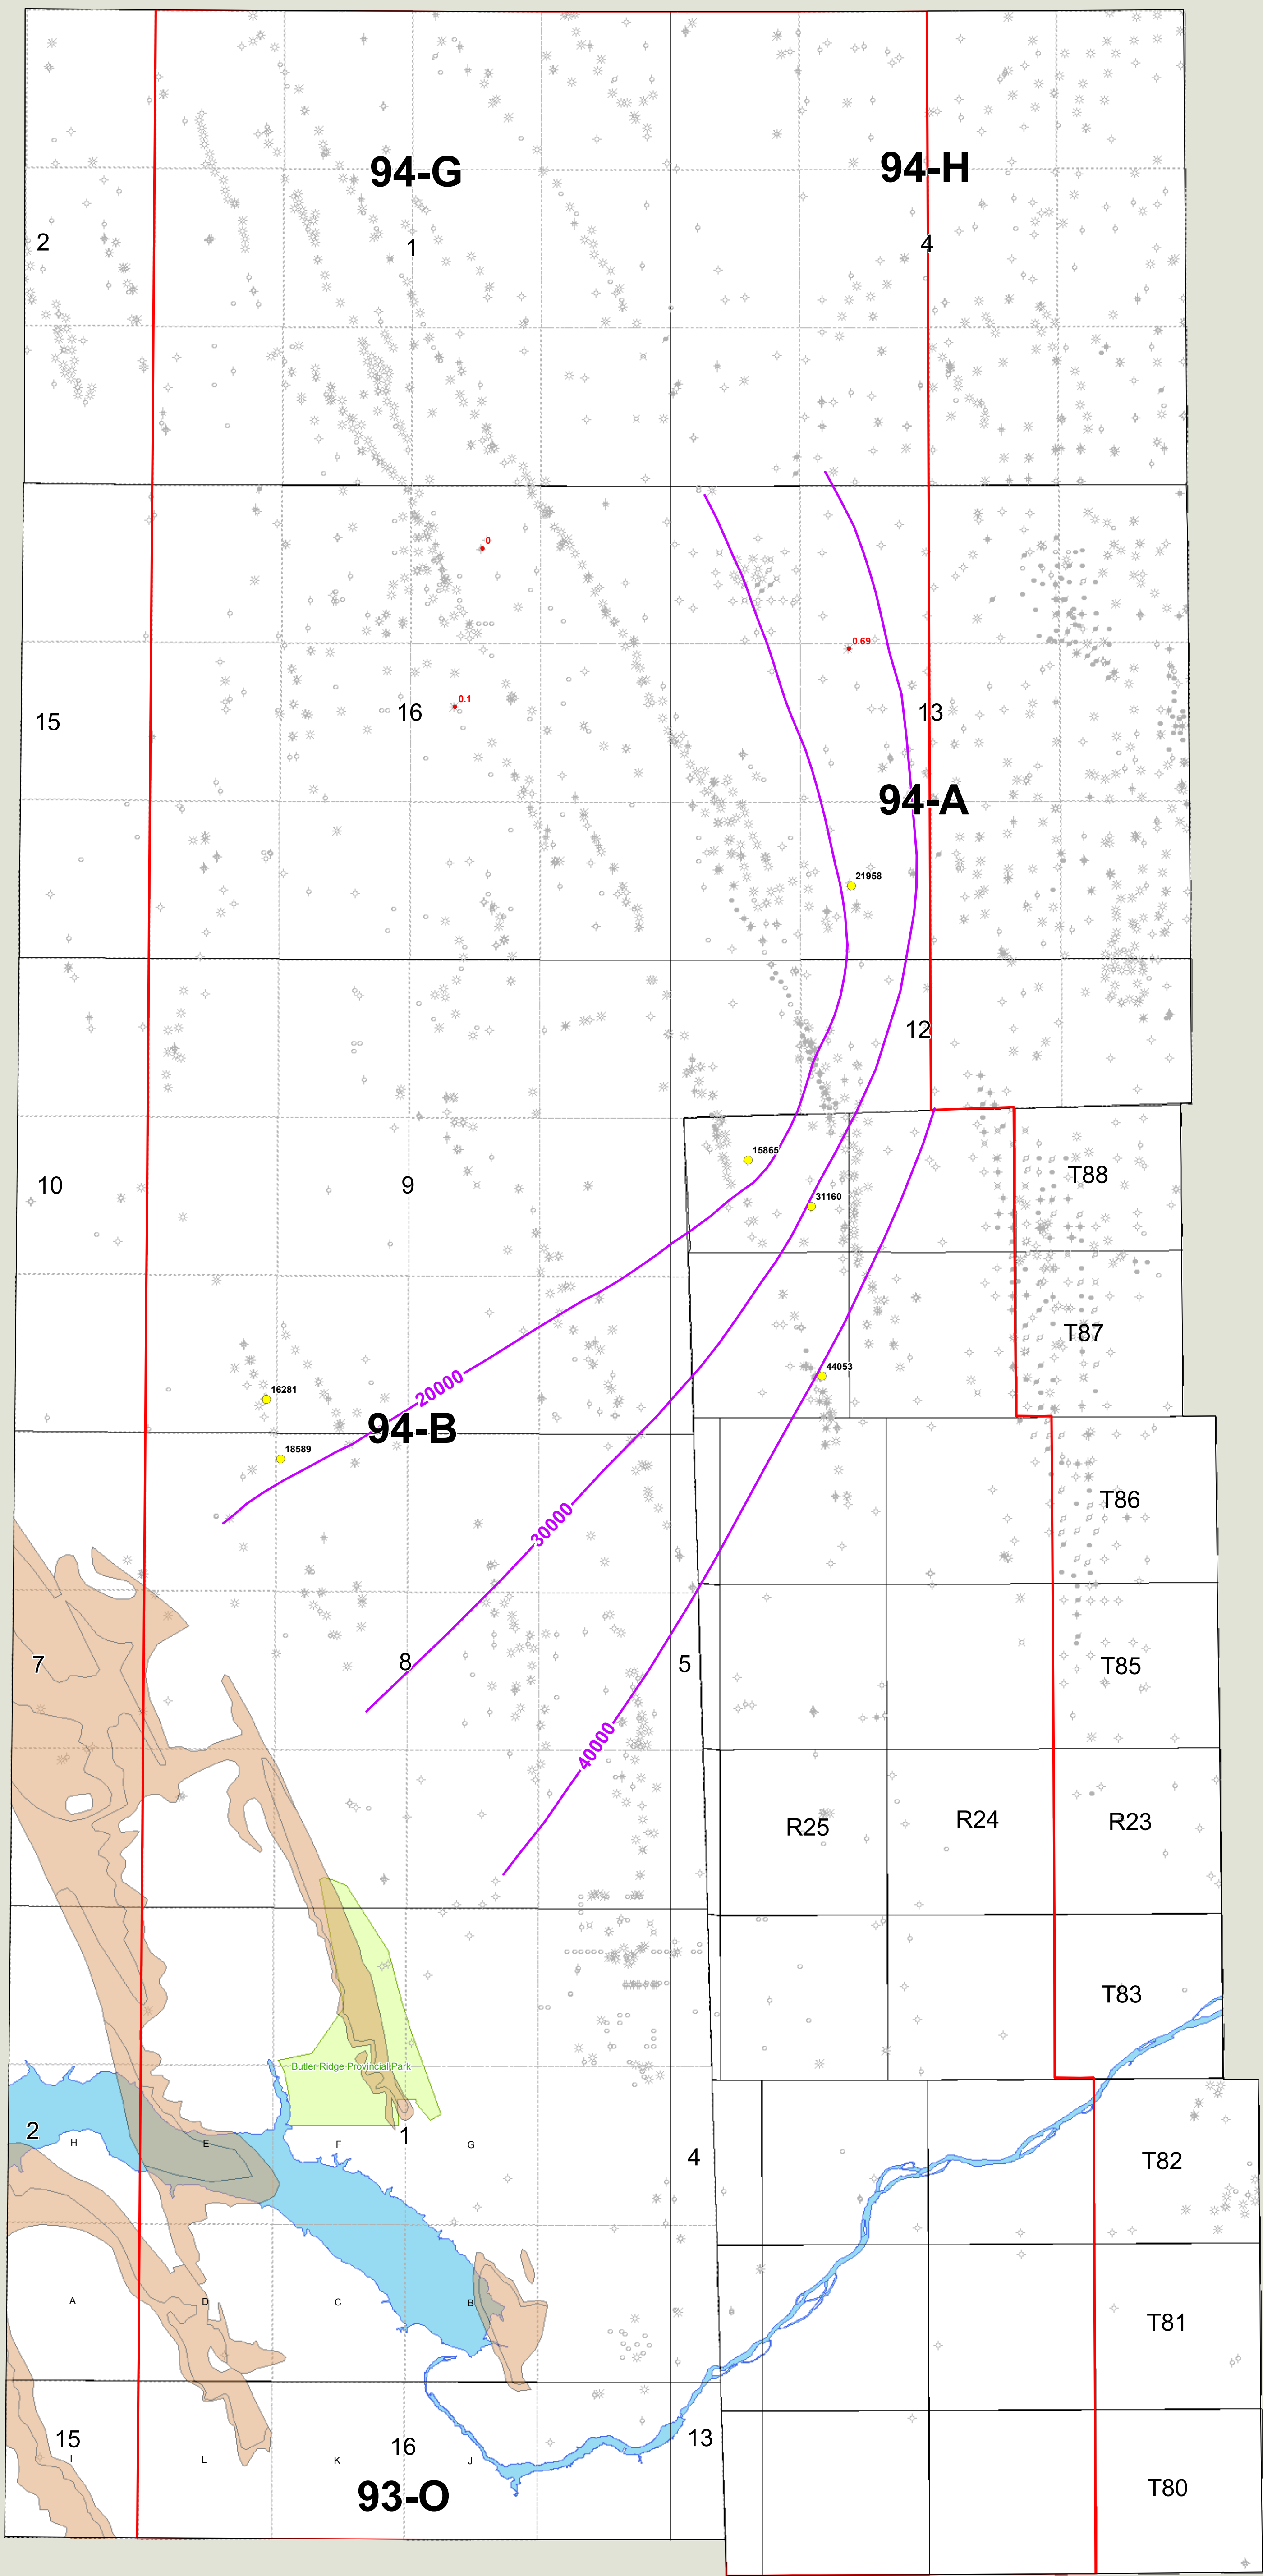 94-G
94-H
2
1
4
0
0.69
0.1
15
16
13
94-A
21958
12
15865
T88
10
9
31160
T87
44053
16281
20000
94-B
18589
T86
30000
7
8
5
T85
40000
R25
R24
R23
T83
Butler Ridge Provincial Park
2
H
E
F
1
G
4
T82
A
D
C
B
T81
15
I
L
K
16
J
13
93-O
T80